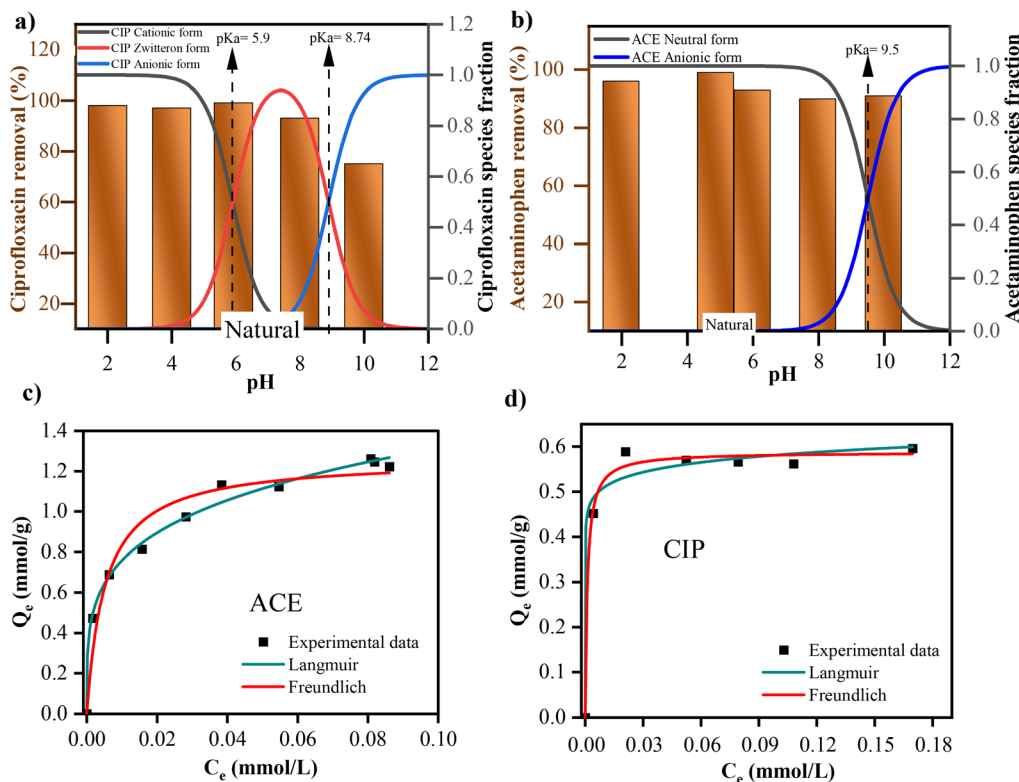 a)
CIP Cationic form
CIP Zwitteron form
CIP Anionic form
pKa= 5.9
pKa= 8.74
Ciprofloxacin removal (%)
120
100
80
60
40
20
1.2
1.0
0.8
0.6
0.4
0.2
0.0
Ciprofloxacin species fraction
Natural
2 4 6 8 10 12
pH
b)
ACE Neutral form
ACE Anionic form
pKa= 9.5
Acetaminophen removal (%)
100
80
60
40
20
1.0
0.8
0.6
0.4
0.2
0.0
Acetaminophen species fraction
Natural
2 4 6 8 10 12
pH
c)
Qe (mmol/g)
1.4
1.2
1.0
0.8
0.6
0.4
0.2
0.0
ACE
Experimental data
Langmuir
Freundlich
0.00 0.02 0.04 0.06 0.08 0.10
Ce (mmol/L)
d)
Qe (mmol/g)
0.6
0.5
0.4
0.3
0.2
0.1
0.0
CIP
Experimental data
Langmuir
Freundlich
0.00 0.03 0.06 0.09 0.12 0.15 0.18
Ce (mmol/L)